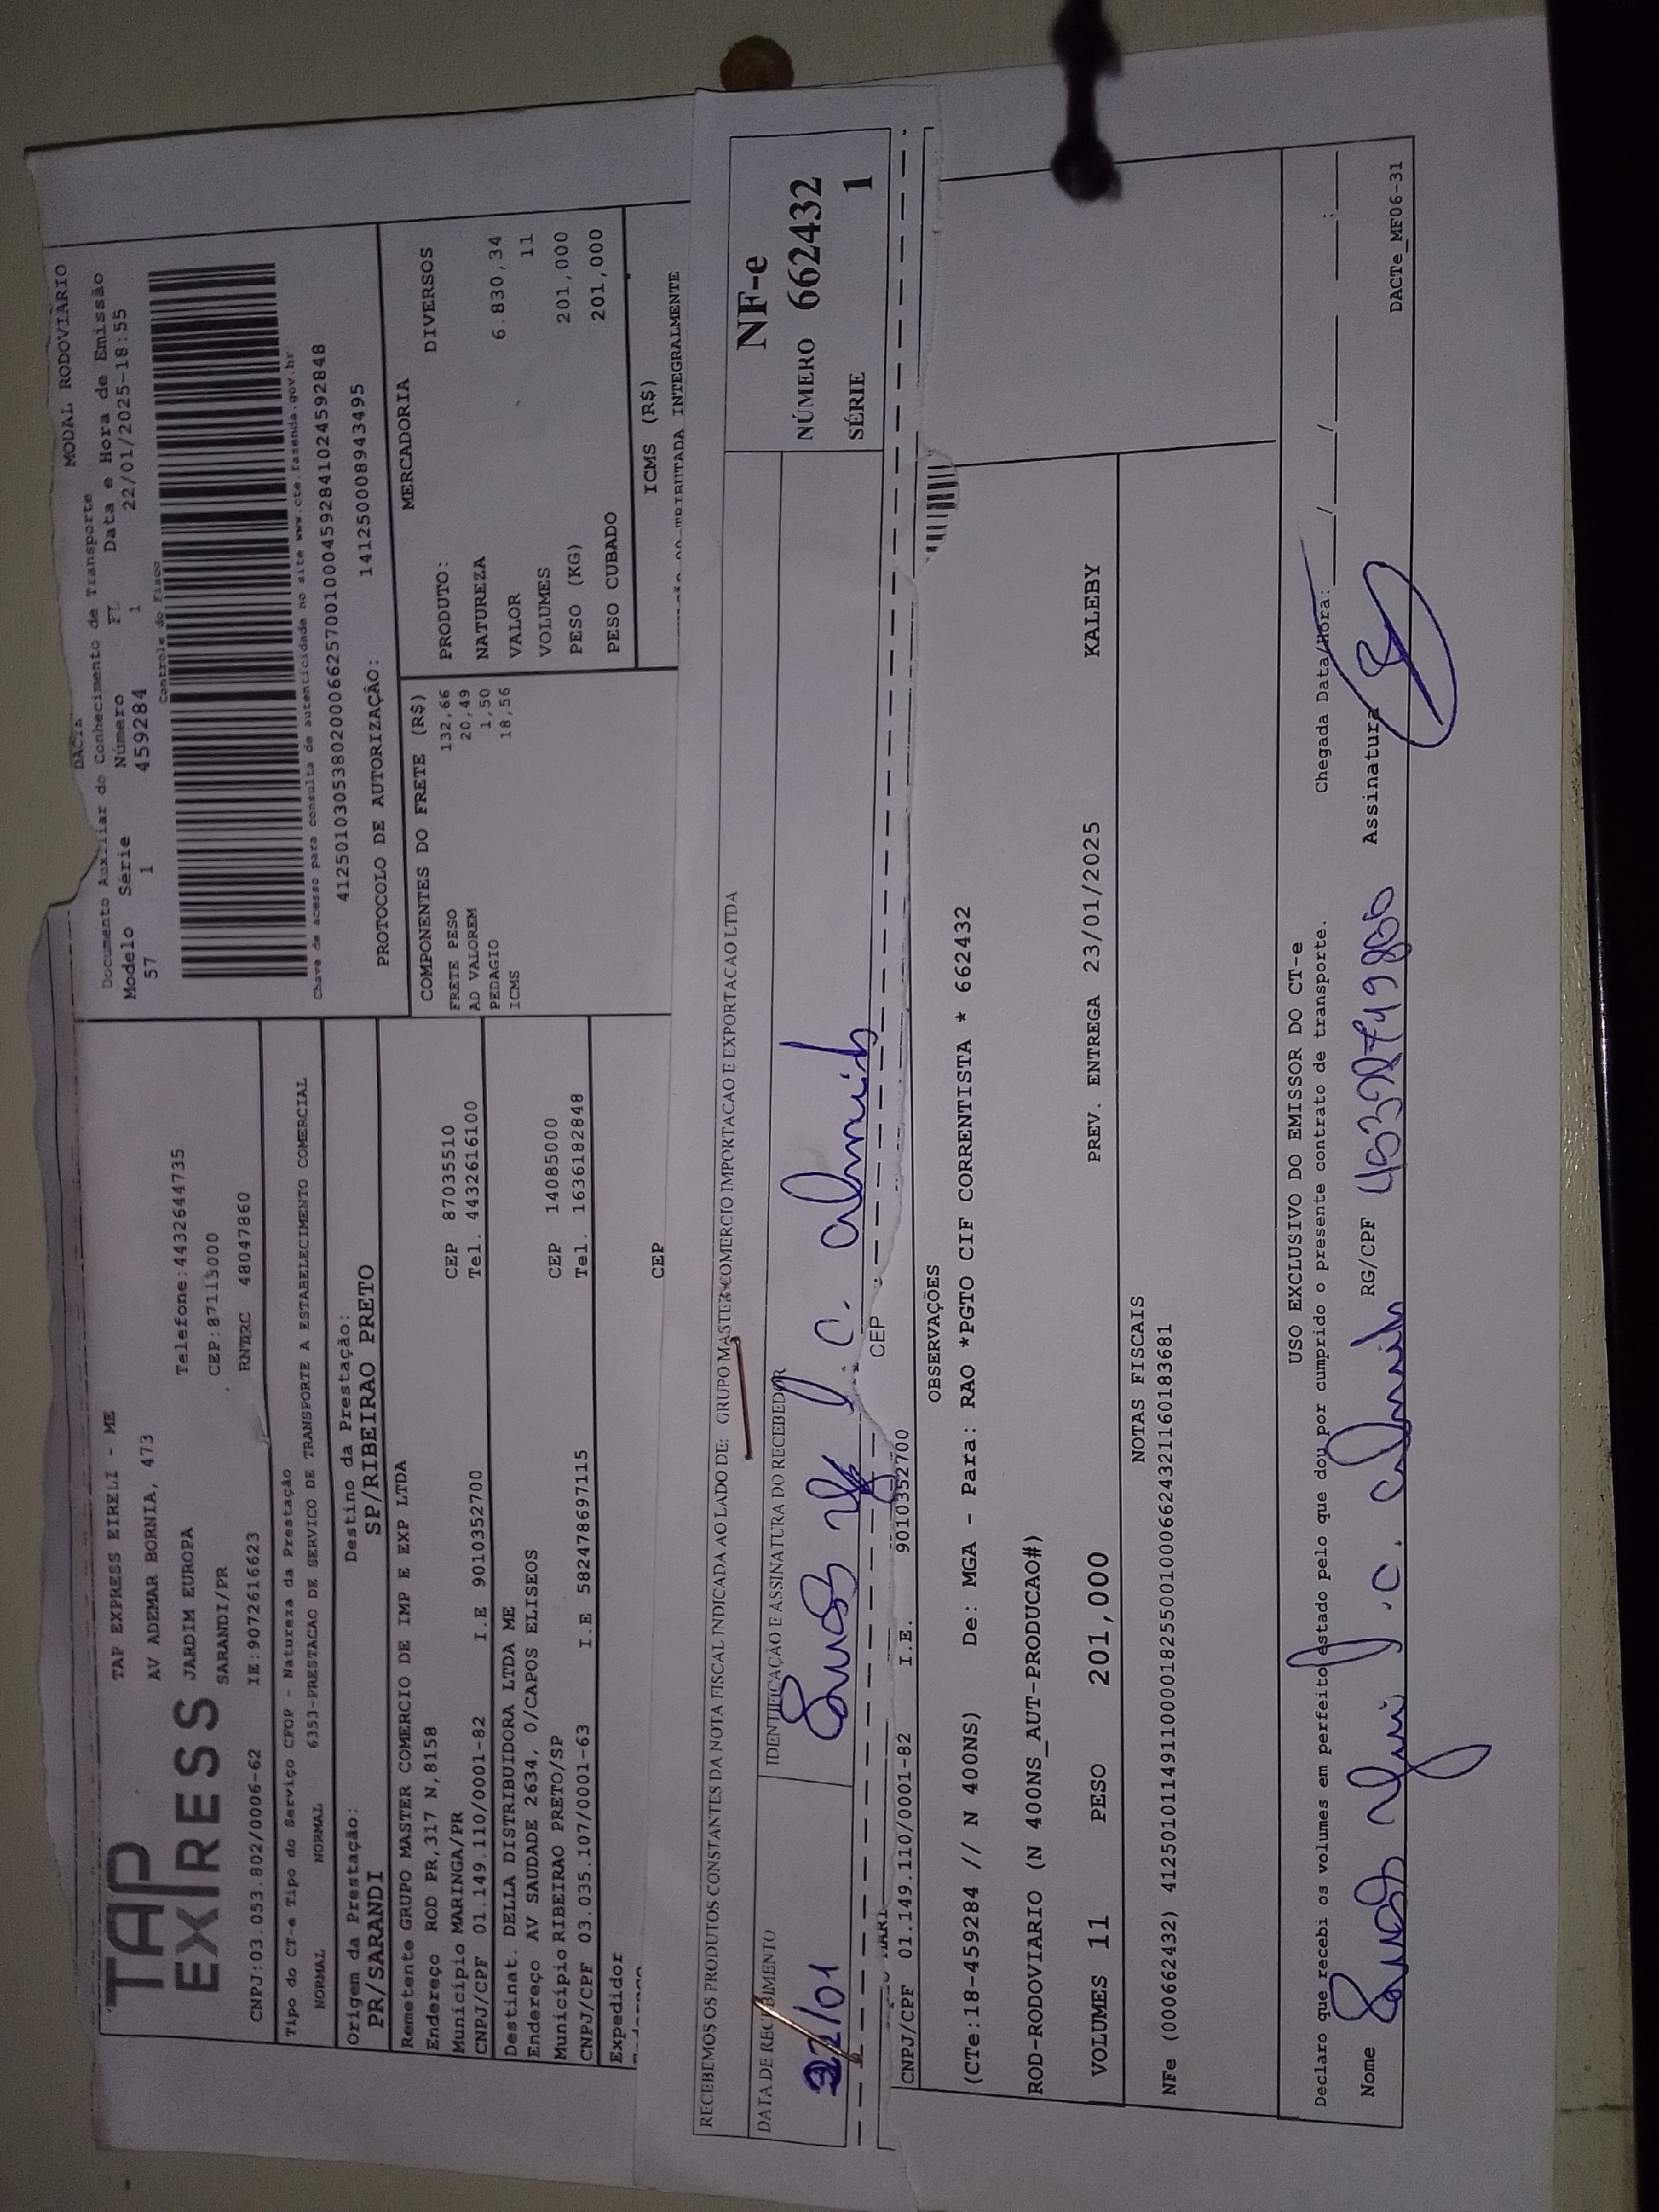 DACTE
MODAL RODOVIÁRIO
Documento Auxiliar do Conhecimento de Transporte
Modelo Série Número FL Data e Hora de Emissão
57 1 459284 1 22/01/2025-18:55
Controle do Fisco
Chave de acesso para consulta de autenticidade no site www.cte.fazenda.gov.br
41250103053802000662570010004592841024592848
PROTOCOLO DE AUTORIZAÇÃO: 141250008943495
TAP EXPRESS
TAP EXPRESS EIRELI - ME
AV ADEMAR BORNIA, 473
Telefone:4432644735
JARDIM EUROPA
CEP:87113000
SARANDI/PR
CNPJ:03.053.802/0006-62 IE:9072616623 RNTRC 48047860
Tipo do CT-e Tipo do Serviço CFOP - Natureza da Prestação
NORMAL NORMAL 6353-PRESTACAO DE SERVICO DE TRANSPORTE A ESTABELECIMENTO COMERCIAL
Origem da Prestação: Destino da Prestação:
PR/SARANDI SP/RIBEIRAO PRETO
Remetente GRUPO MASTER COMERCIO DE IMP E EXP LTDA
Endereço ROD PR,317 N,8158
Município MARINGA/PR CEP 87035510
CNPJ/CPF 01.149.110/0001-82 I.E 9010352700 Tel. 4432616100
Destinat. DELLA DISTRIBUIDORA LTDA ME
Endereço AV SAUDADE 2634, 0/CAPOS ELISEOS
Município RIBEIRAO PRETO/SP CEP 14085000
CNPJ/CPF 03.035.107/0001-63 I.E 582478697115 Tel. 1636182848
Expedidor
CEP
COMPONENTES DO FRETE (R$)
FRETE PESO 132,66
AD VALOREM 20,49
PEDAGIO 1,50
ICMS 18,56
MERCADORIA
PRODUTO: DIVERSOS
NATUREZA
VALOR 6.830,34
VOLUMES 11
PESO (KG) 201,000
PESO CUBADO 201,000
ICMS (R$)
TRIBUTADA INTEGRALMENTE
RECEBEMOS OS PRODUTOS CONSTANTES DA NOTA FISCAL INDICADA AO LADO DE: GRUPO MASTER COMERCIO IMPORTACAO E EXPORTACAO LTDA
DATA DE RECEBIMENTO IDENTIFICAÇÃO E ASSINATURA DO RECEBEDOR
NF-e
NÚMERO 662432
SÉRIE 1
CEP
CNPJ/CPF 01.149.110/0001-82 I.E. 9010352700
OBSERVAÇÕES
(CTe:18-459284 // N 400NS) De: MGA - Para: RAO *PGTO CIF CORRENTISTA * 662432
ROD-RODOVIARIO (N 400NS_AUT-PRODUCAO#)
VOLUMES 11 PESO 201,000 PREV. ENTREGA 23/01/2025 KALEBY
NOTAS FISCAIS
NFe (000662432) 41250101149110000182550010006624321160183681
USO EXCLUSIVO DO EMISSOR DO CT-e
Declaro que recebi os volumes em perfeito estado pelo que dou por cumprido o presente contrato de transporte. Chegada Data/Hora: ___/___/___ ___:___
Nome RG/CPF Assinatura
DACTe_MF06-31